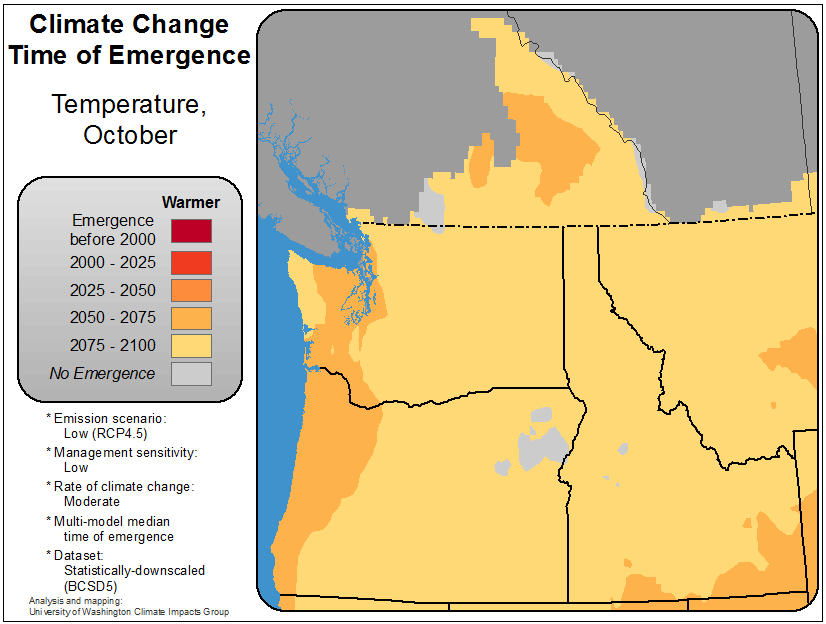 Climate Change
Time of Emergence
Temperature,
October
Warmer
Emergence
before 2000
2000 - 2025
2025 - 2050
2050 - 2075
2075 - 2100
No Emergence
* Emission scenario:
Low (RCP4.5)
* Management sensitivity:
Low
* Rate of climate change:
Moderate
* Multi-model median
time of emergence
* Dataset:
Statistically-downscaled
(BCSD5)
Analysis and mapping:
University of Washington Climate Impacts Group